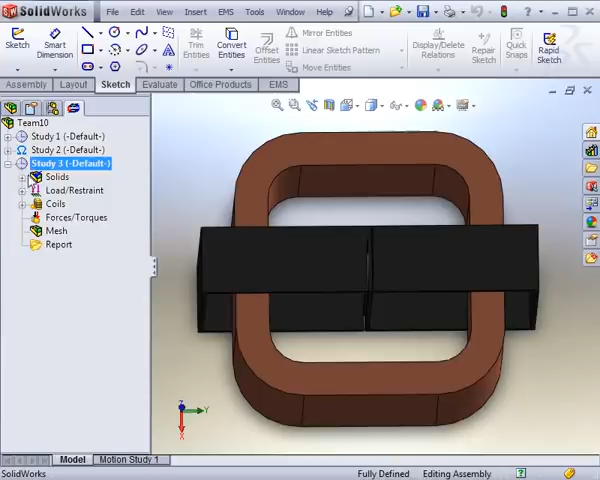 SolidWorks File Edit View Insert EMS Tools Window Help
Sketch Smart Dimension Trim Entities Convert Entities Offset Entities Mirror Entities Linear Sketch Pattern Move Entities Display/Delete Relations Repair Sketch Quick Snaps Rapid Sketch
Assembly Layout Sketch Evaluate Office Products EMS
Team10
Study 1 (-Default-)
Study 2 (-Default-)
Study 3 (-Default-)
Solids
Load/Restraint
Coils
Forces/Torques
Mesh
Report
Z
Y
X
Model Motion Study 1
SolidWorks Fully Defined Editing Assembly